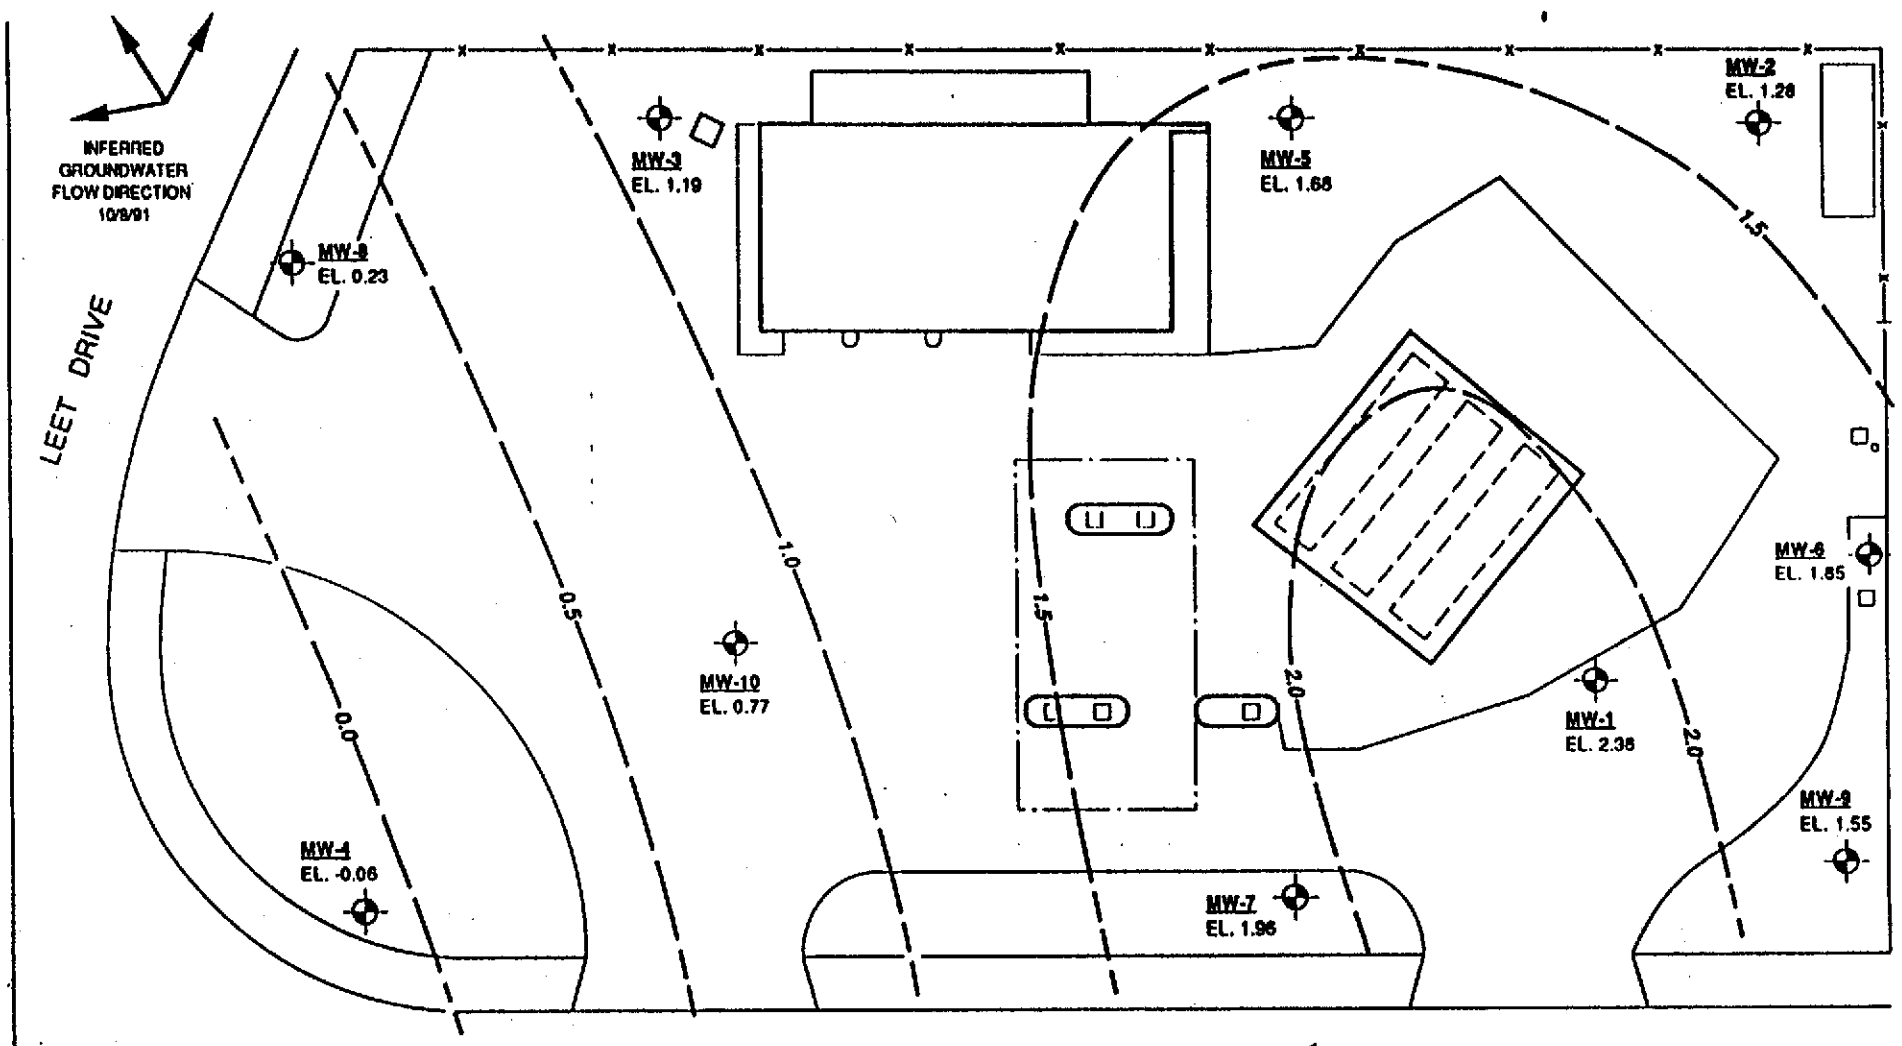 INFERRED
GROUNDWATER
FLOW DIRECTION
10/9/91
LEET DRIVE
MW-8
EL. 0.23
MW-3
EL. 1.19
MW-5
EL. 1.68
MW-2
EL. 1.28
1.5
1.0
0.5
1.5
0.0
2.0
2.0
MW-6
EL. 1.85
MW-10
EL. 0.77
MW-1
EL. 2.38
MW-9
EL. 1.55
MW-4
EL. -0.06
MW-7
EL. 1.96